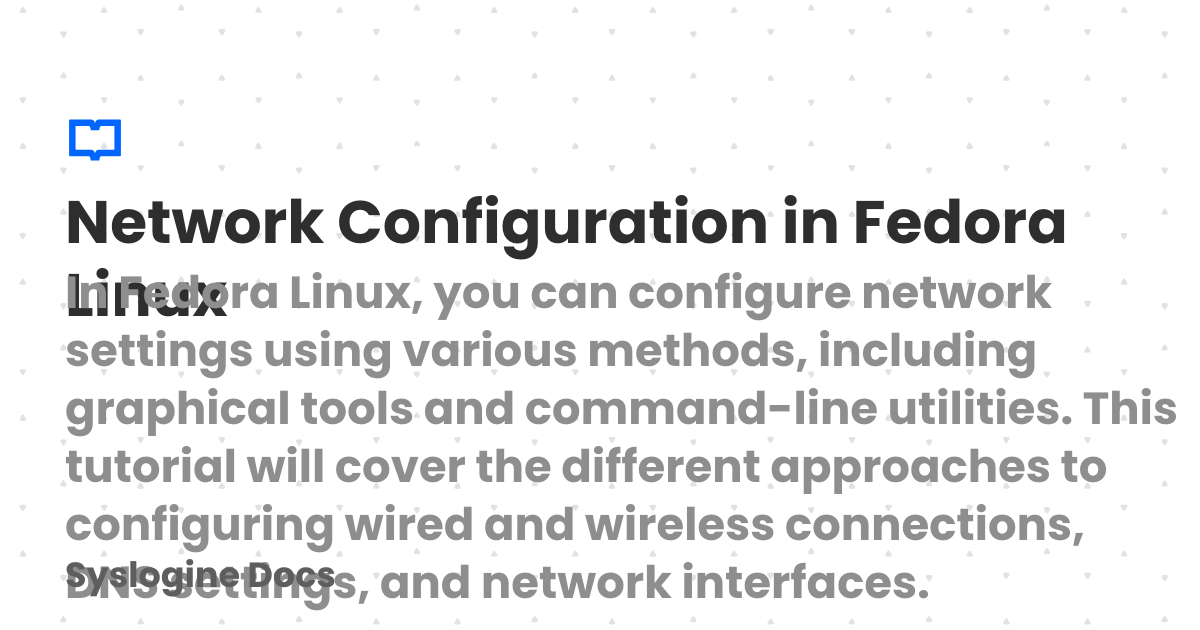 Network Configuration in Fedora
Linux
In Fedora Linux, you can configure network
settings using various methods, including
graphical tools and command-line utilities. This
tutorial will cover the different approaches to
configuring wired and wireless connections,
DNS settings, and network interfaces.
Syslogine Docs